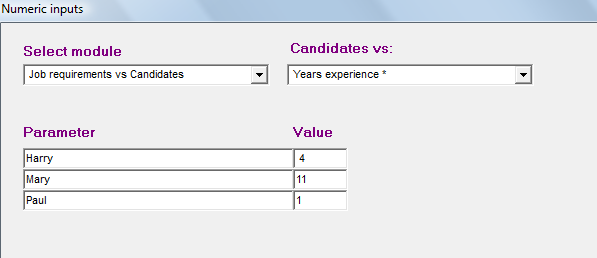 Numeric inputs
Select module Candidates vs:
Job requirements vs Candidates Years experience *
Parameter Value
Harry 4
Mary 11
Paul 1